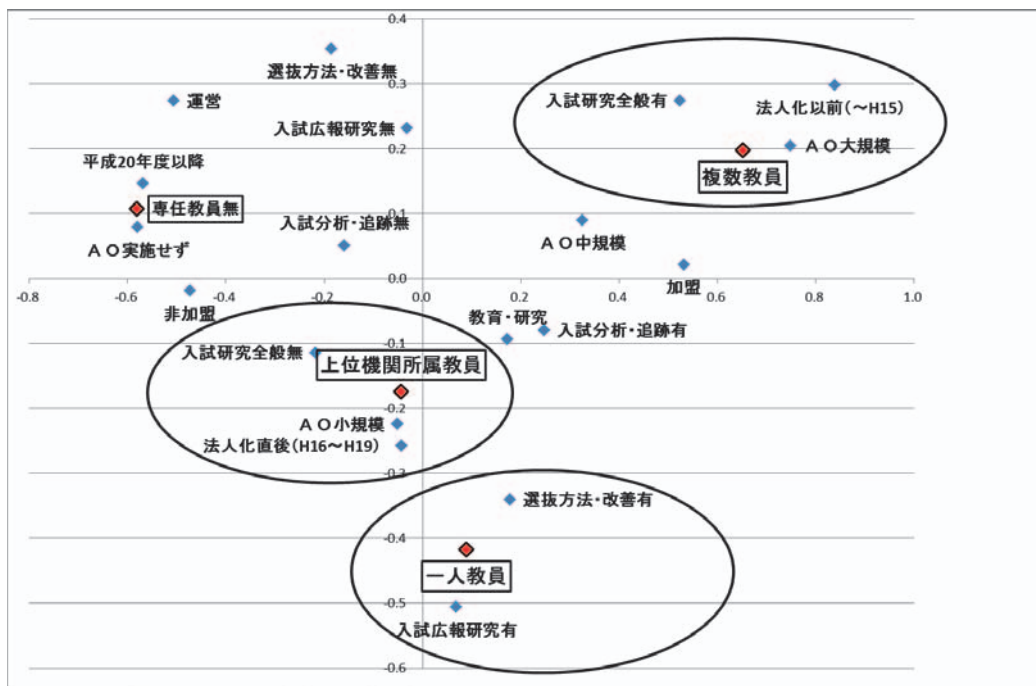 0.4
選抜方法・改善無
0.3
運営
入試研究全般有
法人化以前(～H15)
入試広報研究無
0.2
ＡＯ大規模
平成20年度以降
複数教員
専任教員無
0.1
入試分析・追跡無
ＡＯ中規模
ＡＯ実施せず
加盟
0.0
-0.8
-0.6
-0.4
-0.2
0.0
0.2
0.4
0.6
0.8
1.0
非加盟
教育・研究
入試分析・追跡有
-0.1
入試研究全般無
上位機関所属教員
-0.2
ＡＯ小規模
法人化直後(H16～H19)
-0.3
選抜方法・改善有
-0.4
一人教員
-0.5
入試広報研究有
-0.6